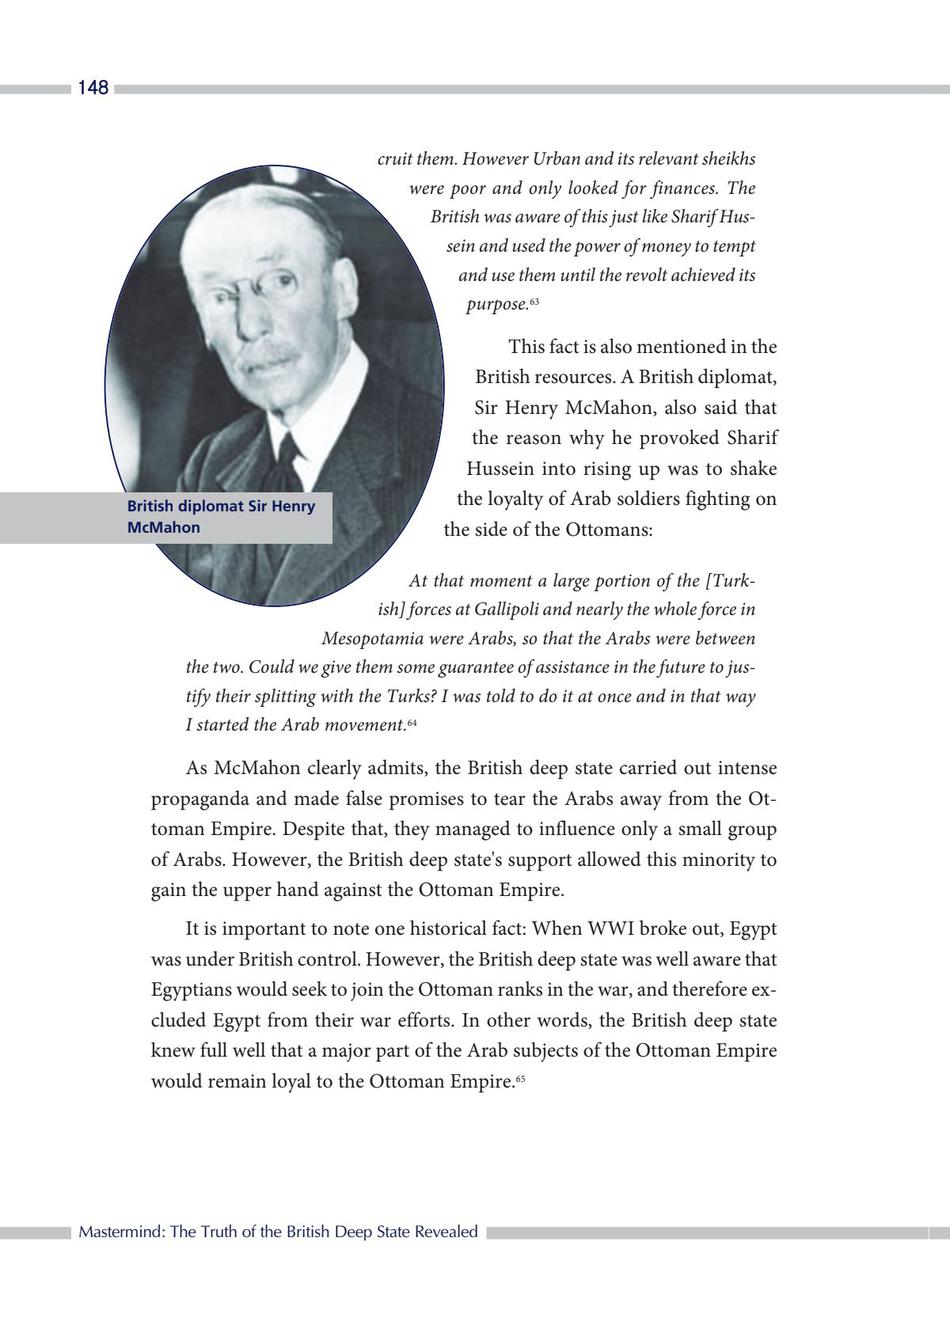 148
cruit them. However Urban and its relevant sheikhs
were poor and only looked for finances. The
British was aware of this just like Sharif Hus-
sein and used the power of money to tempt
and use them until the revolt achieved its
purpose.63
This fact is also mentioned in the
British resources. A British diplomat,
Sir Henry McMahon, also said that
the reason why he provoked Sharif
Hussein into rising up was to shake
the loyalty of Arab soldiers fighting on
the side of the Ottomans:
British diplomat Sir Henry
McMahon
At that moment a large portion of the [Turk-
ish] forces at Gallipoli and nearly the whole force in
Mesopotamia were Arabs, so that the Arabs were between
the two. Could we give them some guarantee of assistance in the future to jus-
tify their splitting with the Turks? I was told to do it at once and in that way
I started the Arab movement.64
As McMahon clearly admits, the British deep state carried out intense
propaganda and made false promises to tear the Arabs away from the Ot-
toman Empire. Despite that, they managed to influence only a small group
of Arabs. However, the British deep state's support allowed this minority to
gain the upper hand against the Ottoman Empire.
It is important to note one historical fact: When WWI broke out, Egypt
was under British control. However, the British deep state was well aware that
Egyptians would seek to join the Ottoman ranks in the war, and therefore ex-
cluded Egypt from their war efforts. In other words, the British deep state
knew full well that a major part of the Arab subjects of the Ottoman Empire
would remain loyal to the Ottoman Empire.65
Mastermind: The Truth of the British Deep State Revealed